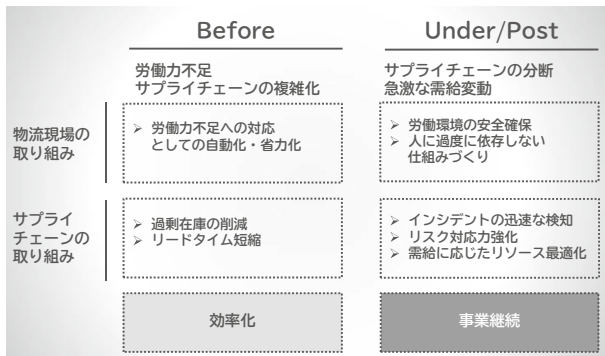 Before
Under/Post
労働力不足
サプライチェーンの複雑化
サプライチェーンの分断
急激な需給変動
物流現場の
取り組み
➢ 労働力不足への対応
としての自動化・省力化
➢ 労働環境の安全確保
➢ 人に過度に依存しない
仕組みづくり
サプライ
チェーンの
取り組み
➢ 過剰在庫の削減
➢ リードタイム短縮
➢ インシデントの迅速な検知
➢ リスク対応力強化
➢ 需給に応じたリソース最適化
効率化
事業継続